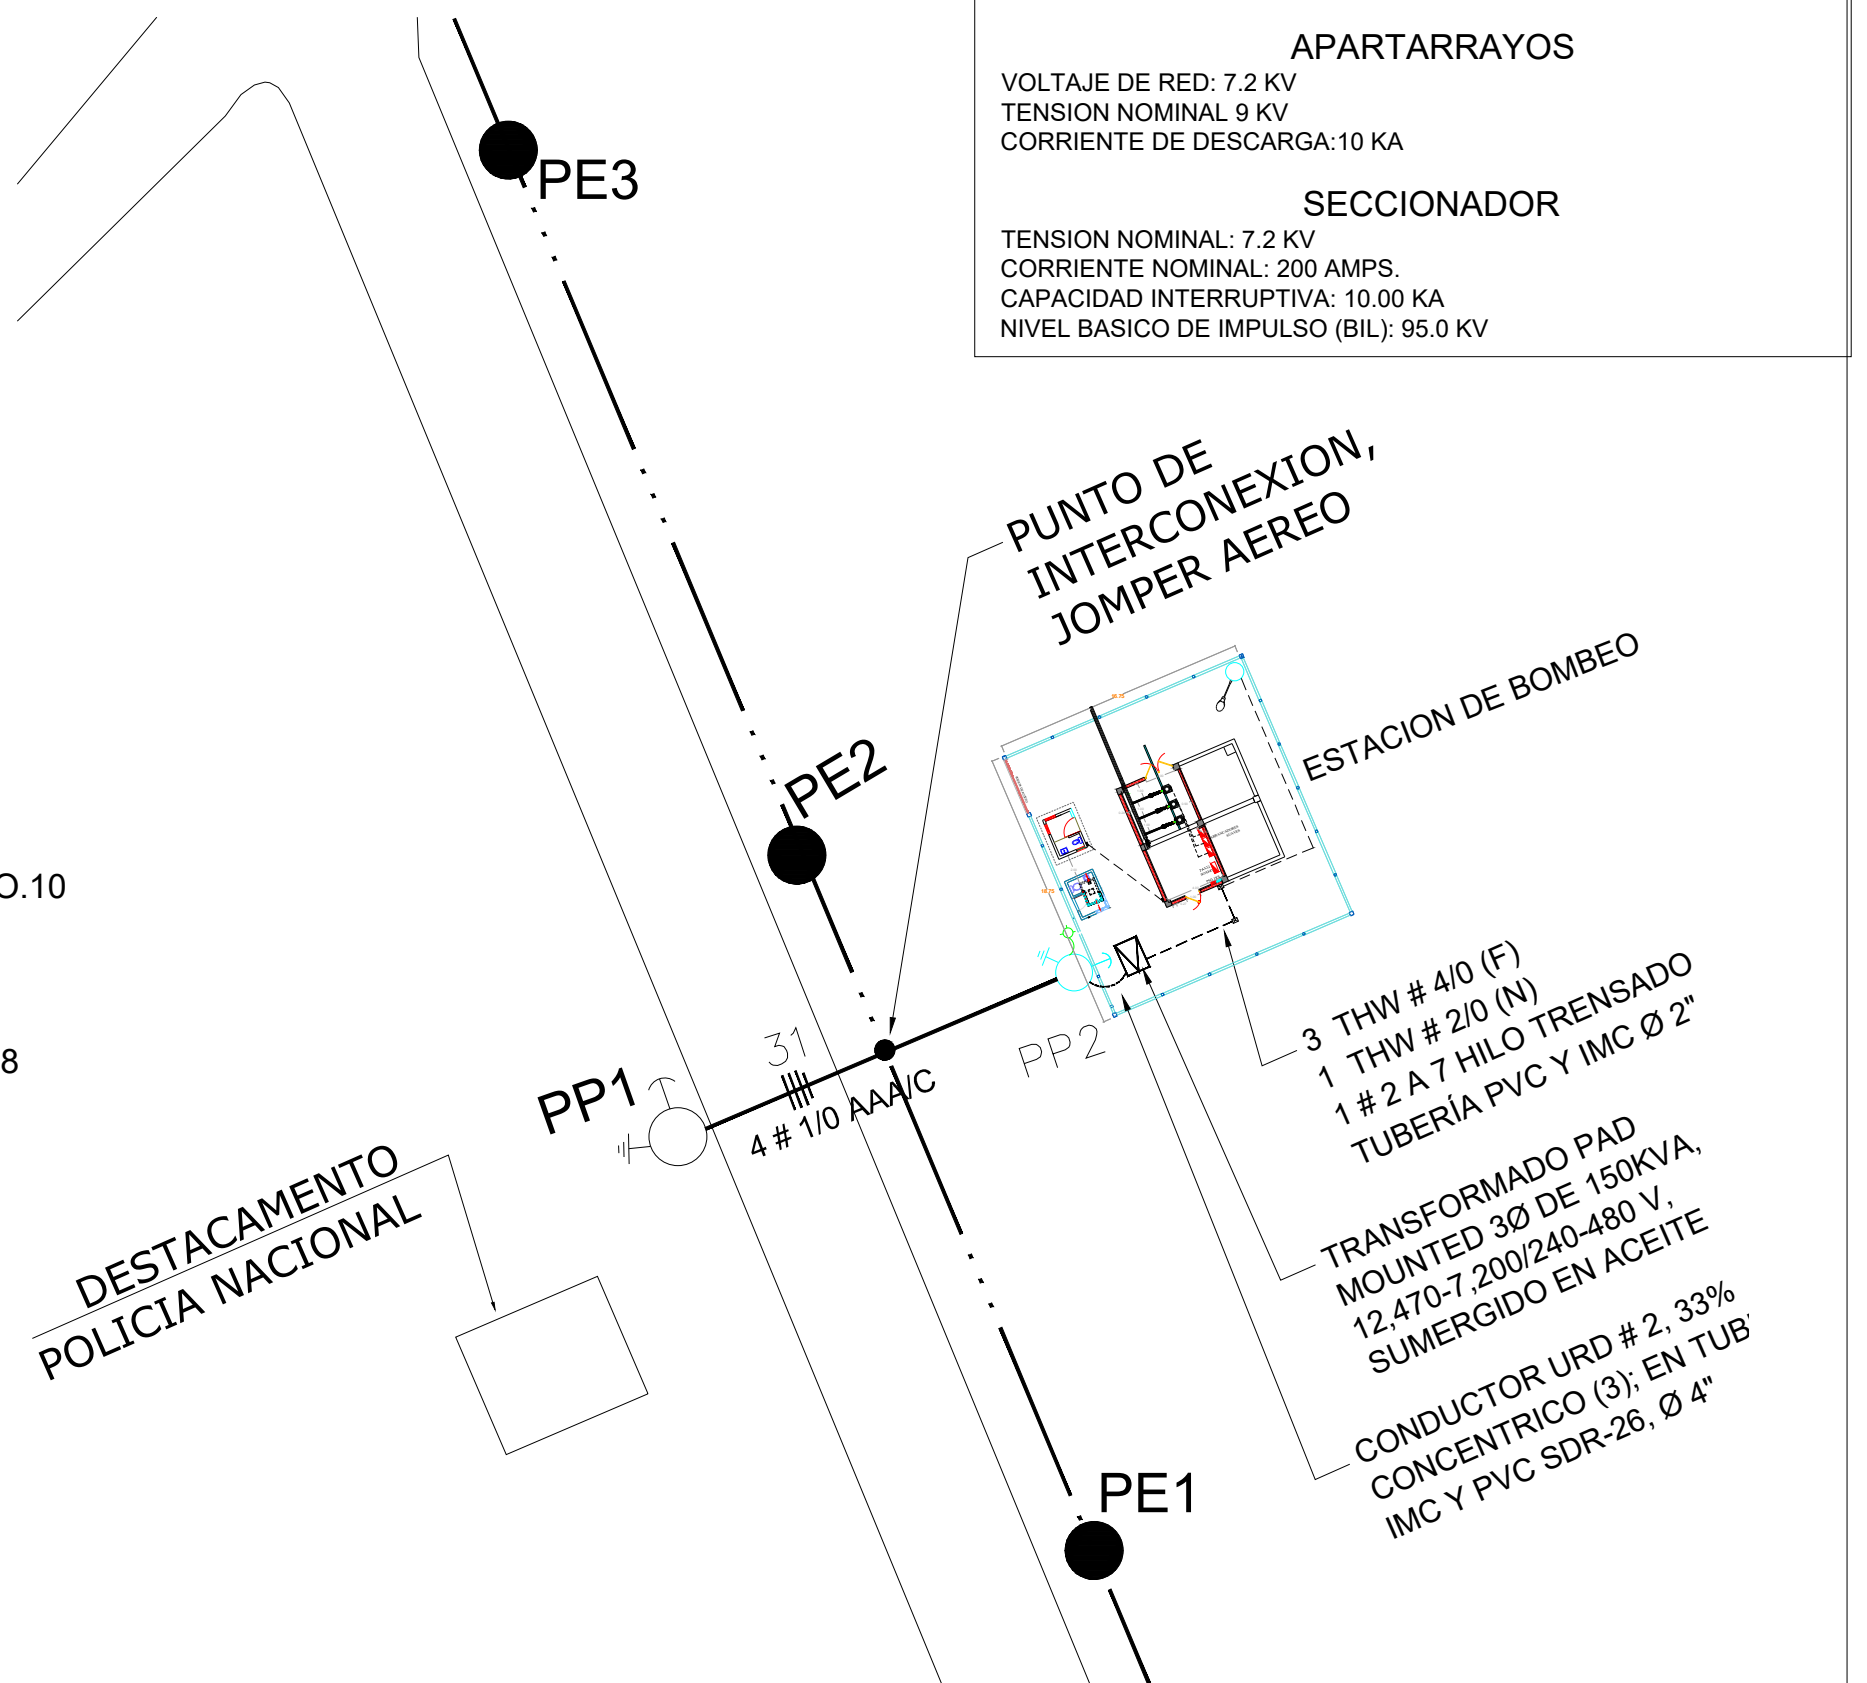 APARTARRAYOS
VOLTAJE DE RED: 7.2 KV
TENSION NOMINAL 9 KV
CORRIENTE DE DESCARGA:10 KA
SECCIONADOR
TENSION NOMINAL: 7.2 KV
CORRIENTE NOMINAL: 200 AMPS.
CAPACIDAD INTERRUPTIVA: 10.00 KA
NIVEL BASICO DE IMPULSO (BIL): 95.0 KV
PE3
PUNTO DE
INTERCONEXION,
JOMPER AEREO
ESTACION DE BOMBEO
PE2
O.10
8
31
PP1
4 # 1/0 AAA/C
PP2
3 THW # 4/0 (F)
1 THW # 2/0 (N)
1 # 2 A 7 HILO TRENSADO
TUBERÍA PVC Y IMC Ø 2"
DESTACAMENTO
POLICIA NACIONAL
TRANSFORMADO PAD
MOUNTED 3Ø DE 150KVA,
12,470-7,200/240-480 V,
SUMERGIDO EN ACEITE
CONDUCTOR URD # 2, 33%
CONCENTRICO (3); EN TUB
IMC Y PVC SDR-26, Ø 4"
PE1